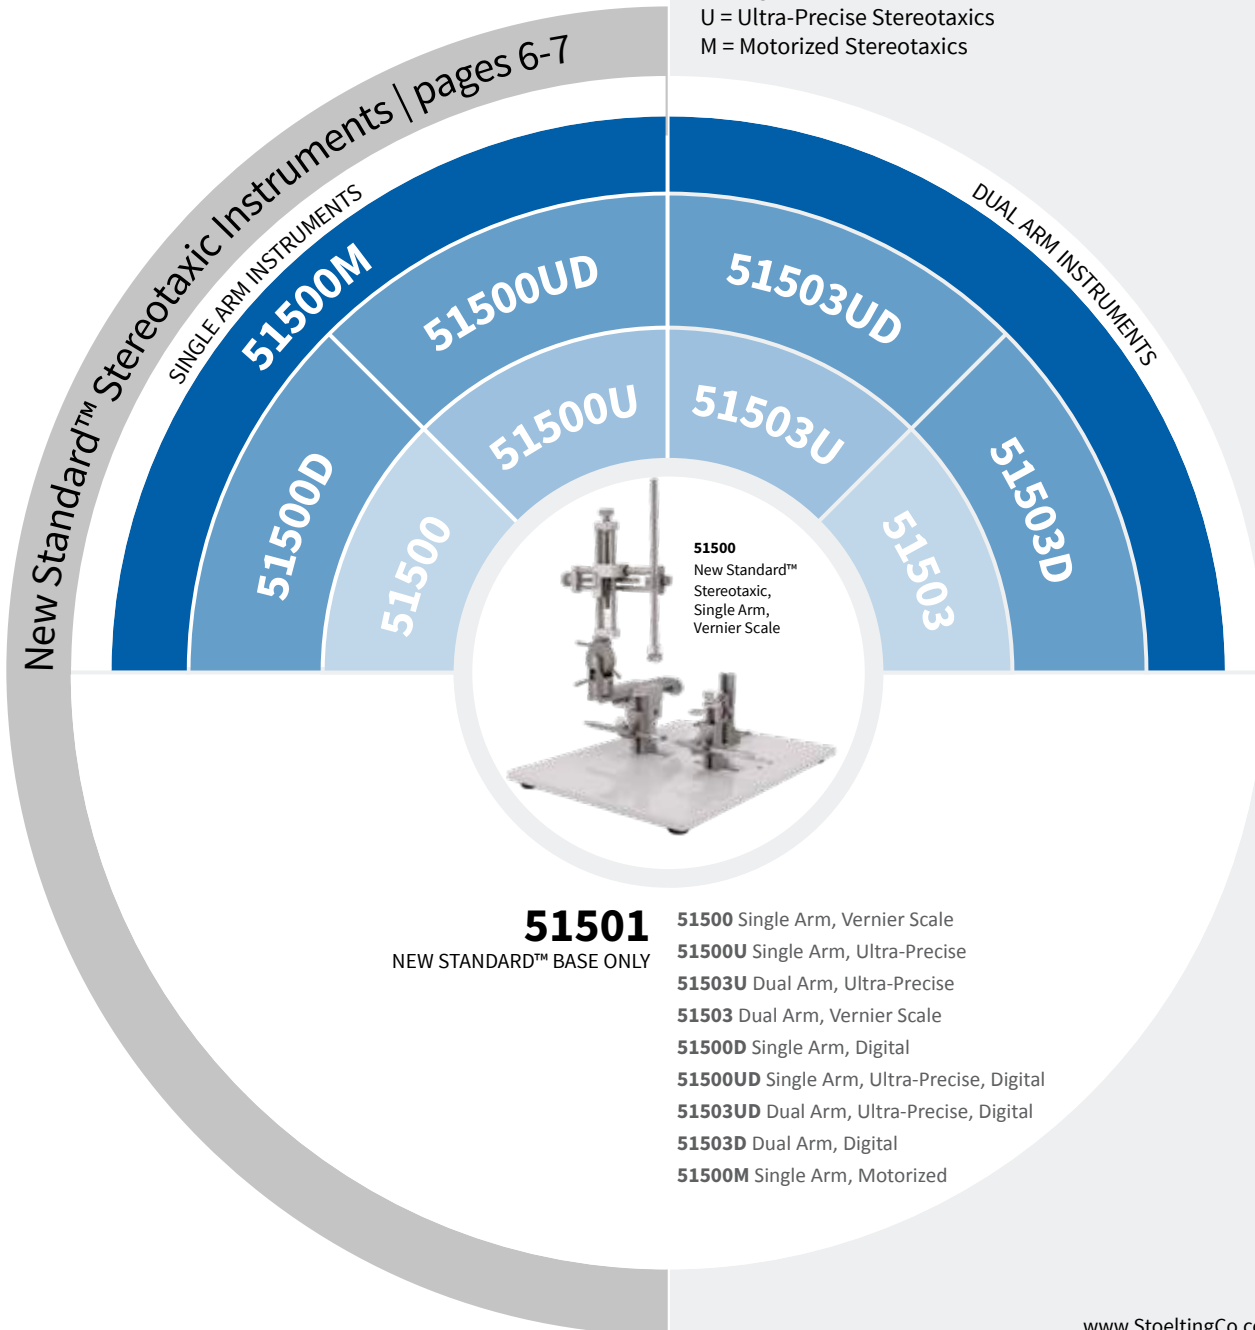 U = Ultra-Precise Stereotaxics
M = Motorized Stereotaxics
New Standard™ Stereotaxic Instruments | pages 6-7
SINGLE ARM INSTRUMENTS
DUAL ARM INSTRUMENTS
51500M
51500UD
51503UD
51500D
51500U
51503U
51503D
51500
51503
51500
New Standard™
Stereotaxic,
Single Arm,
Vernier Scale
51501
NEW STANDARD™ BASE ONLY
51500 Single Arm, Vernier Scale
51500U Single Arm, Ultra-Precise
51503U Dual Arm, Ultra-Precise
51503 Dual Arm, Vernier Scale
51500D Single Arm, Digital
51500UD Single Arm, Ultra-Precise, Digital
51503UD Dual Arm, Ultra-Precise, Digital
51503D Dual Arm, Digital
51500M Single Arm, Motorized